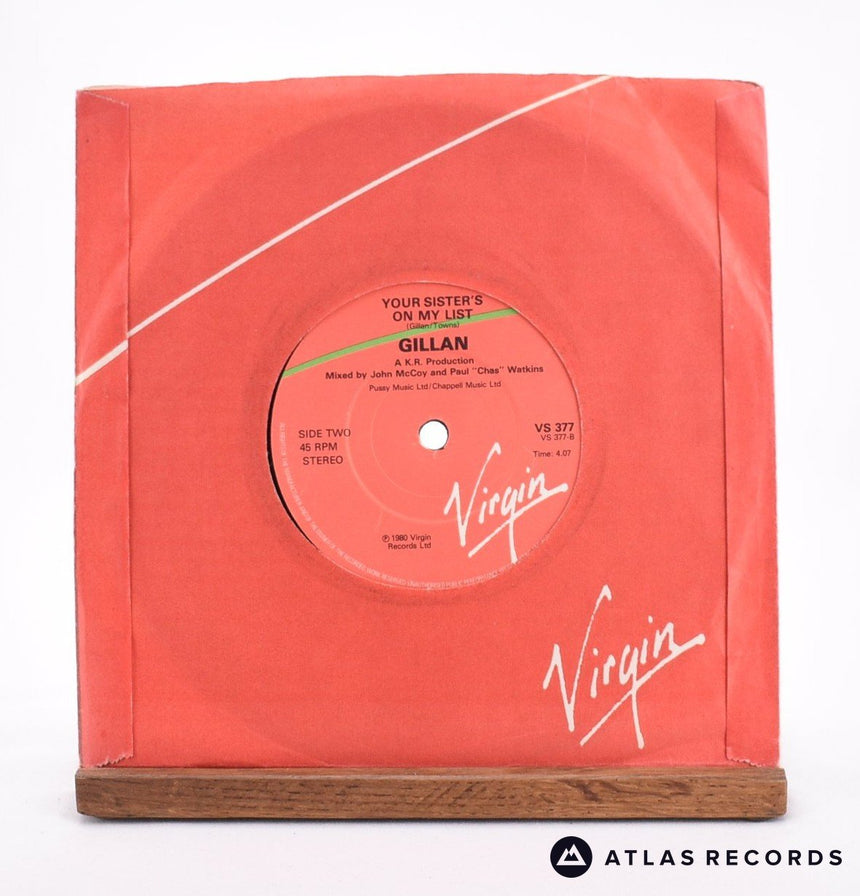 YOUR SISTER'S
ON MY LIST
(Gillan/Towns)
GILLAN
A K.R. Production
Mixed by John McCoy and Paul "Chas" Watkins
Pussy Music Ltd/Chappell Music Ltd
SIDE TWO
45 RPM
STEREO
VS 377
VS 377-B
Time: 4.07
Virgin
℗ 1980 Virgin
Records Ltd
Virgin
ATLAS RECORDS